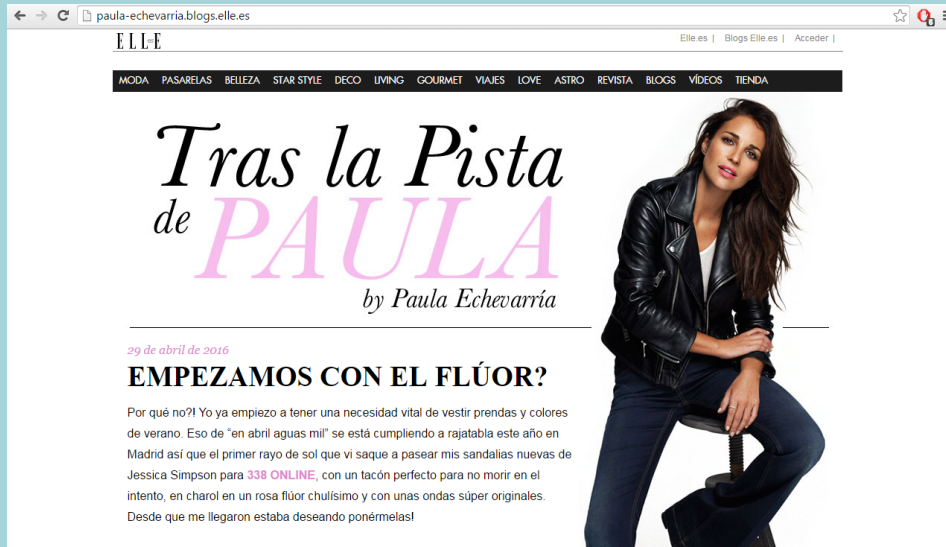 paula-echevarria.blogs.elle.es
ELLE
Elle.es | Blogs Elle.es | Acceder |
MODA PASARELAS BELLEZA STAR STYLE DECO LIVING GOURMET VIAJES LOVE ASTRO REVISTA BLOGS VÍDEOS TIENDA
Tras la Pista
de PAULA
by Paula Echevarría
29 de abril de 2016
EMPEZAMOS CON EL FLÚOR?
Por qué no?! Yo ya empiezo a tener una necesidad vital de vestir prendas y colores
de verano. Eso de “en abril aguas mil” se está cumpliendo a rajatabla este año en
Madrid así que el primer rayo de sol que vi saque a pasear mis sandalias nuevas de
Jessica Simpson para 338 ONLINE, con un tacón perfecto para no morir en el
intento, en charol en un rosa flúor chulísimo y con unas ondas súper originales.
Desde que me llegaron estaba deseando ponérmelas!